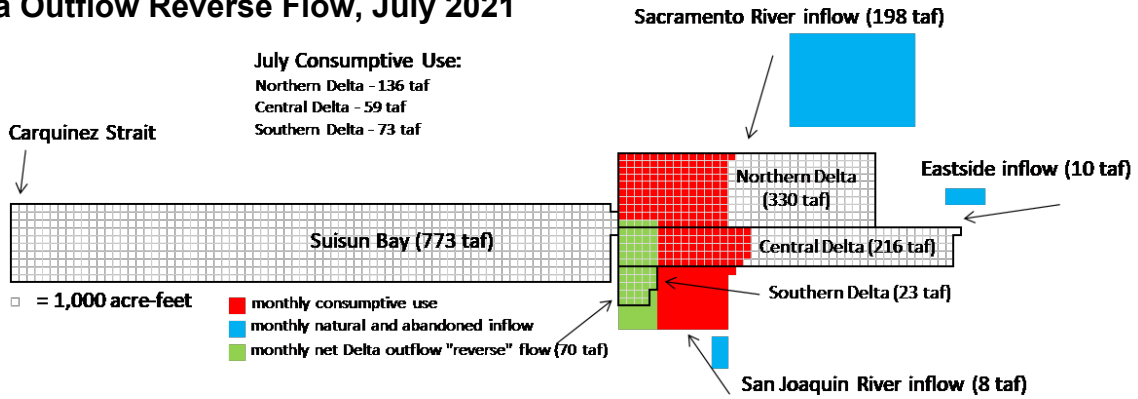 a Outflow Reverse Flow, July 2021
Sacramento River inflow (198 taf)
July Consumptive Use:
Northern Delta - 136 taf
Central Delta - 59 taf
Southern Delta - 73 taf
Carquinez Strait
Eastside inflow (10 taf)
Northern Delta
(330 taf)
Suisun Bay (773 taf)
Central Delta (216 taf)
= 1,000 acre-feet
Southern Delta (23 taf)
monthly consumptive use
monthly natural and abandoned inflow
monthly net Delta outflow "reverse" flow (70 taf)
San Joaquin River inflow (8 taf)